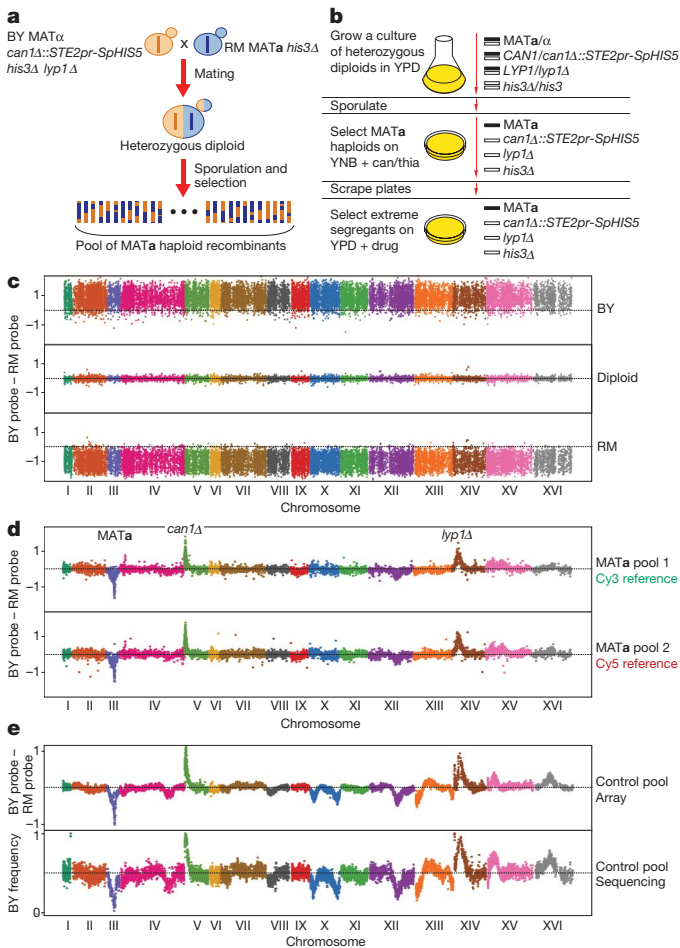 a
BY MATα
can1Δ::STE2pr-SpHIS5
his3Δ lyp1Δ
x
RM MATa his3Δ
Mating
Heterozygous diploid
Sporulation and
selection
Pool of MATa haploid recombinants
b
Grow a culture
of heterozygous
diploids in YPD
MATa/α
CAN1/can1Δ::STE2pr-SpHIS5
LYP1/lyp1Δ
his3Δ/his3
Sporulate
Select MATa
haploids on
YNB + can/thia
MATa
can1Δ::STE2pr-SpHIS5
lyp1Δ
his3Δ
Scrape plates
Select extreme
segregants on
YPD + drug
MATa
can1Δ::STE2pr-SpHIS5
lyp1Δ
his3Δ
c
BY probe – RM probe
1
–1
BY
Diploid
1
–1
RM
I II III IV V VI VII VIII IX X XI XII XIII XIV XV XVI
Chromosome
d
MATa
can1Δ
lyp1Δ
BY probe – RM probe
1
–1
MATa pool 1
Cy3 reference
1
–1
MATa pool 2
Cy5 reference
I II III IV V VI VII VIII IX X XI XII XIII XIV XV XVI
Chromosome
e
BY probe –
RM probe
1
–1
Control pool
Array
BY frequency
1
0
Control pool
Sequencing
I II III IV V VI VII VIII IX X XI XII XIII XIV XV XVI
Chromosome